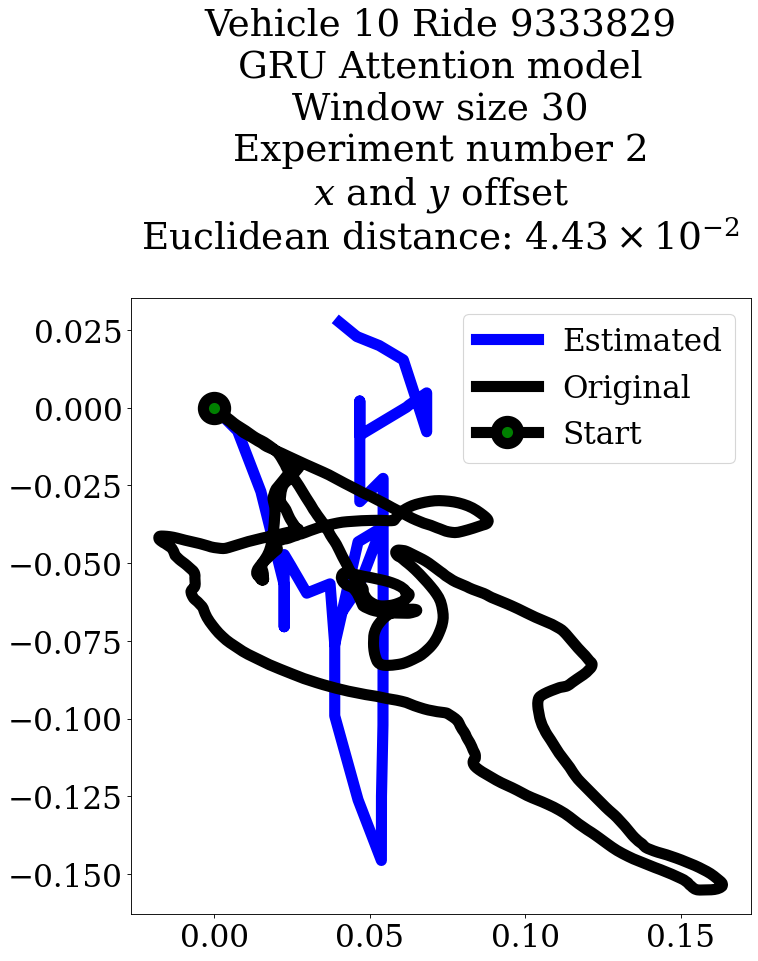 Vehicle 10 Ride 9333829
GRU Attention model
Window size 30
Experiment number 2
x and y offset
Euclidean distance: 4.43 × 10⁻²
Estimated
Original
Start
0.025
0.000
−0.025
−0.050
−0.075
−0.100
−0.125
−0.150
0.00 0.05 0.10 0.15